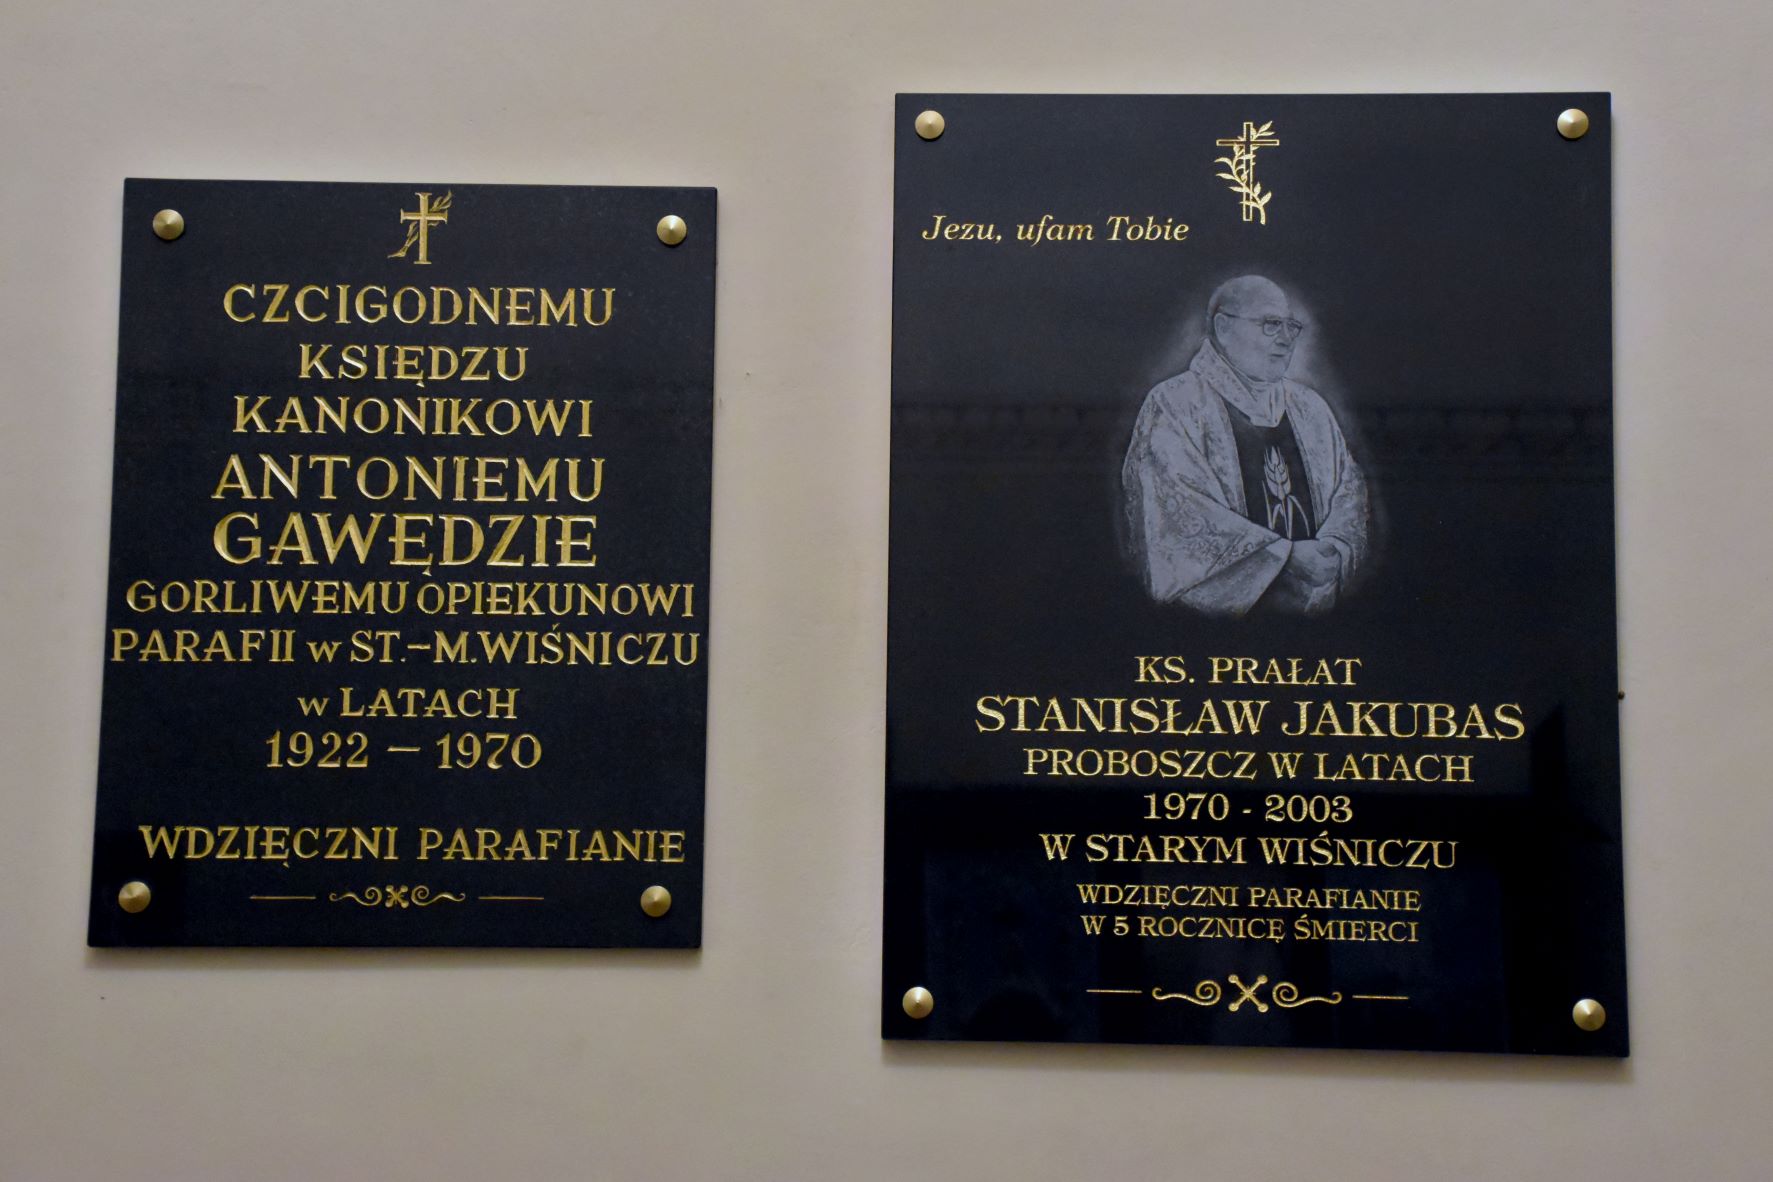 CZCIGODNEMU
KSIĘDZU
KANONIKOWI
ANTONIEMU
GAWĘDZIE
GORLIWEMU OPIEKUNOWI
PARAFII w ST.-M.WIŚNICZU
w LATACH
1922 – 1970
WDZIĘCZNI PARAFIANIE
Jezu, ufam Tobie
KS. PRAŁAT
STANISŁAW JAKUBAS
PROBOSZCZ W LATACH
1970 - 2003
W STARYM WIŚNICZU
WDZIĘCZNI PARAFIANIE
W 5 ROCZNICĘ ŚMIERCI